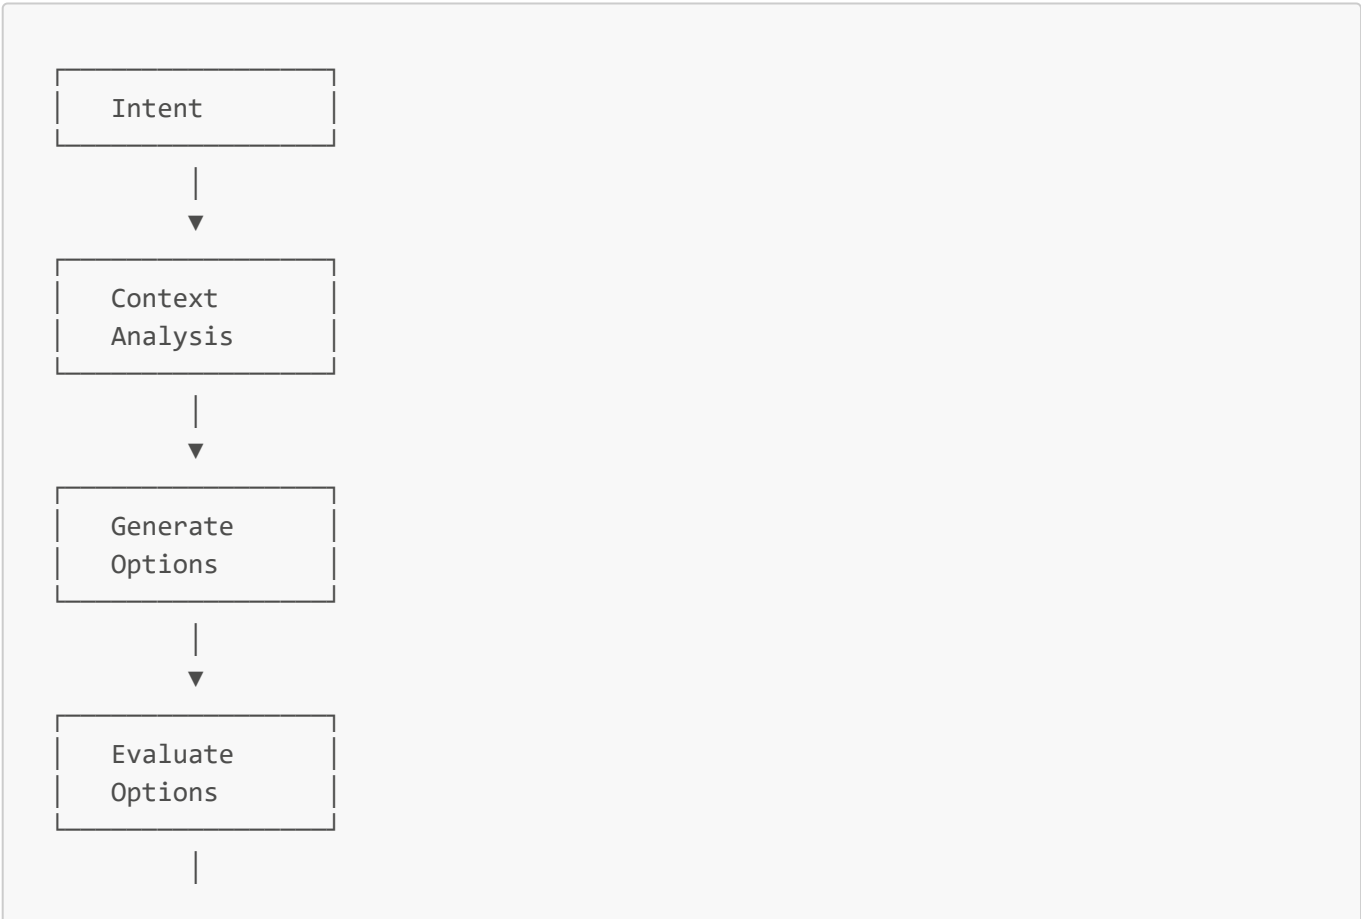 Intent
Context
Analysis
Generate
Options
Evaluate
Options